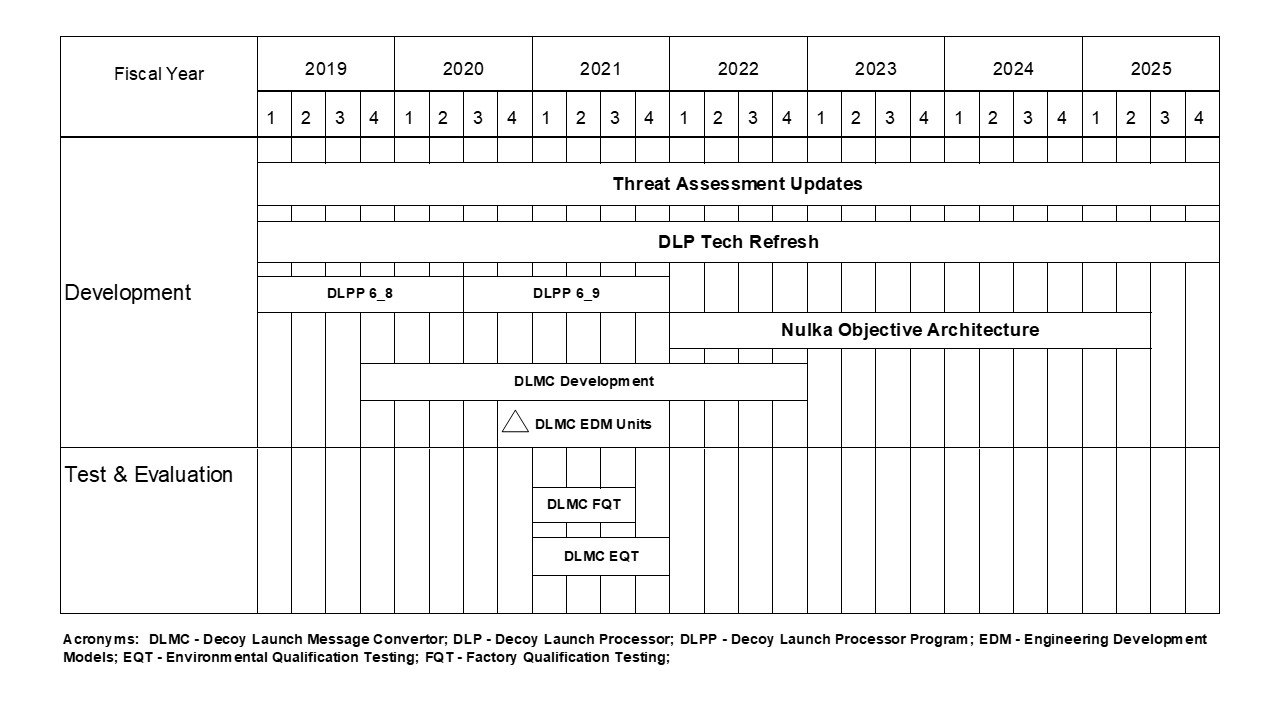 Fiscal Year
2019 2020 2021 2022 2023 2024 2025
1 2 3 4 1 2 3 4 1 2 3 4 1 2 3 4 1 2 3 4 1 2 3 4 1 2 3 4
Threat Assessment Updates
DLP Tech Refresh
Development
DLPP 6_8 DLPP 6_9
Nulka Objective Architecture
DLMC Development
DLMC EDM Units
Test & Evaluation
DLMC FQT
DLMC EQT
Acronyms: DLMC - Decoy Launch Message Convertor; DLP - Decoy Launch Processor; DLPP - Decoy Launch Processor Program; EDM - Engineering Development
Models; EQT - Environmental Qualification Testing; FQT - Factory Qualification Testing;